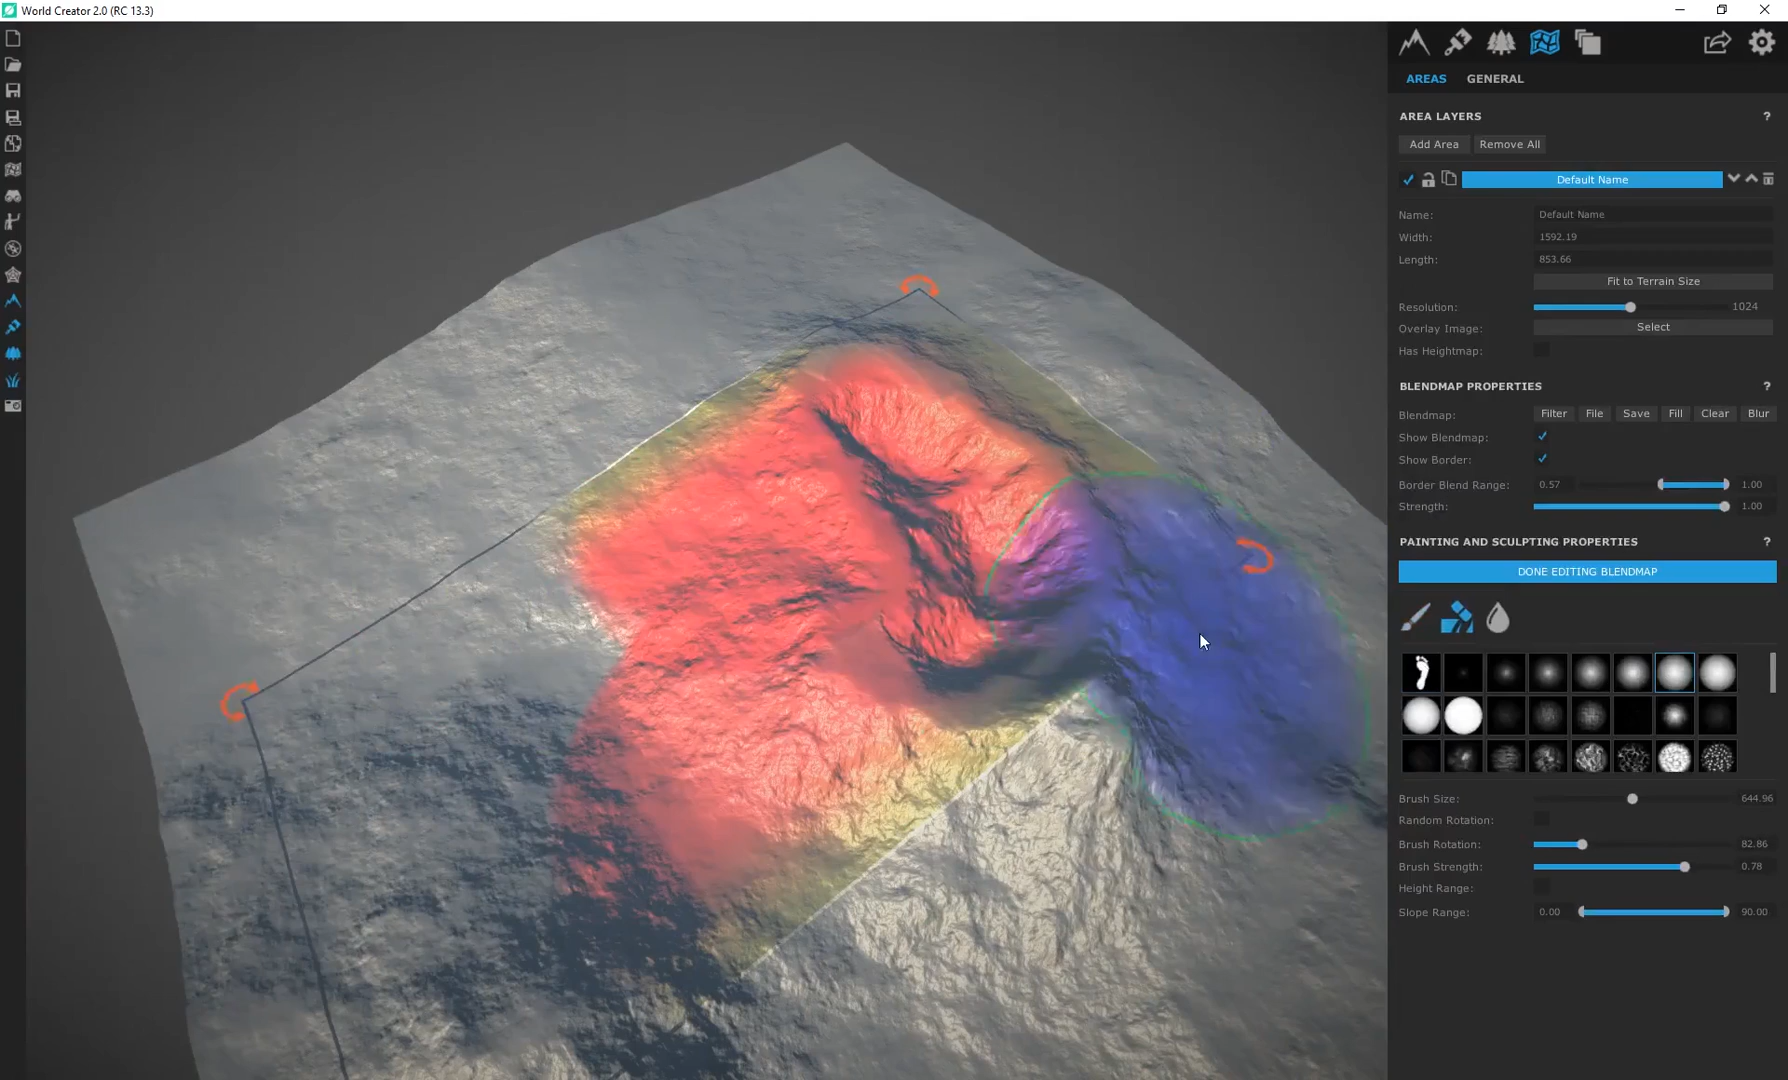 World Creator 2.0 (RC 13.3)
AREAS GENERAL
AREA LAYERS ?
Add Area Remove All
Default Name
Name: Default Name
Width: 1592.19
Length: 853.66
Fit to Terrain Size
Resolution: 1024
Overlay Image: Select
Has Heightmap:
BLENDMAP PROPERTIES ?
Blendmap: Filter File Save Fill Clear Blur
Show Blendmap:
Show Border:
Border Blend Range: 0.57 1.00
Strength: 1.00
PAINTING AND SCULPTING PROPERTIES ?
DONE EDITING BLENDMAP
Brush Size: 644.96
Random Rotation:
Brush Rotation: 82.86
Brush Strength: 0.78
Height Range:
Slope Range: 0.00 90.00